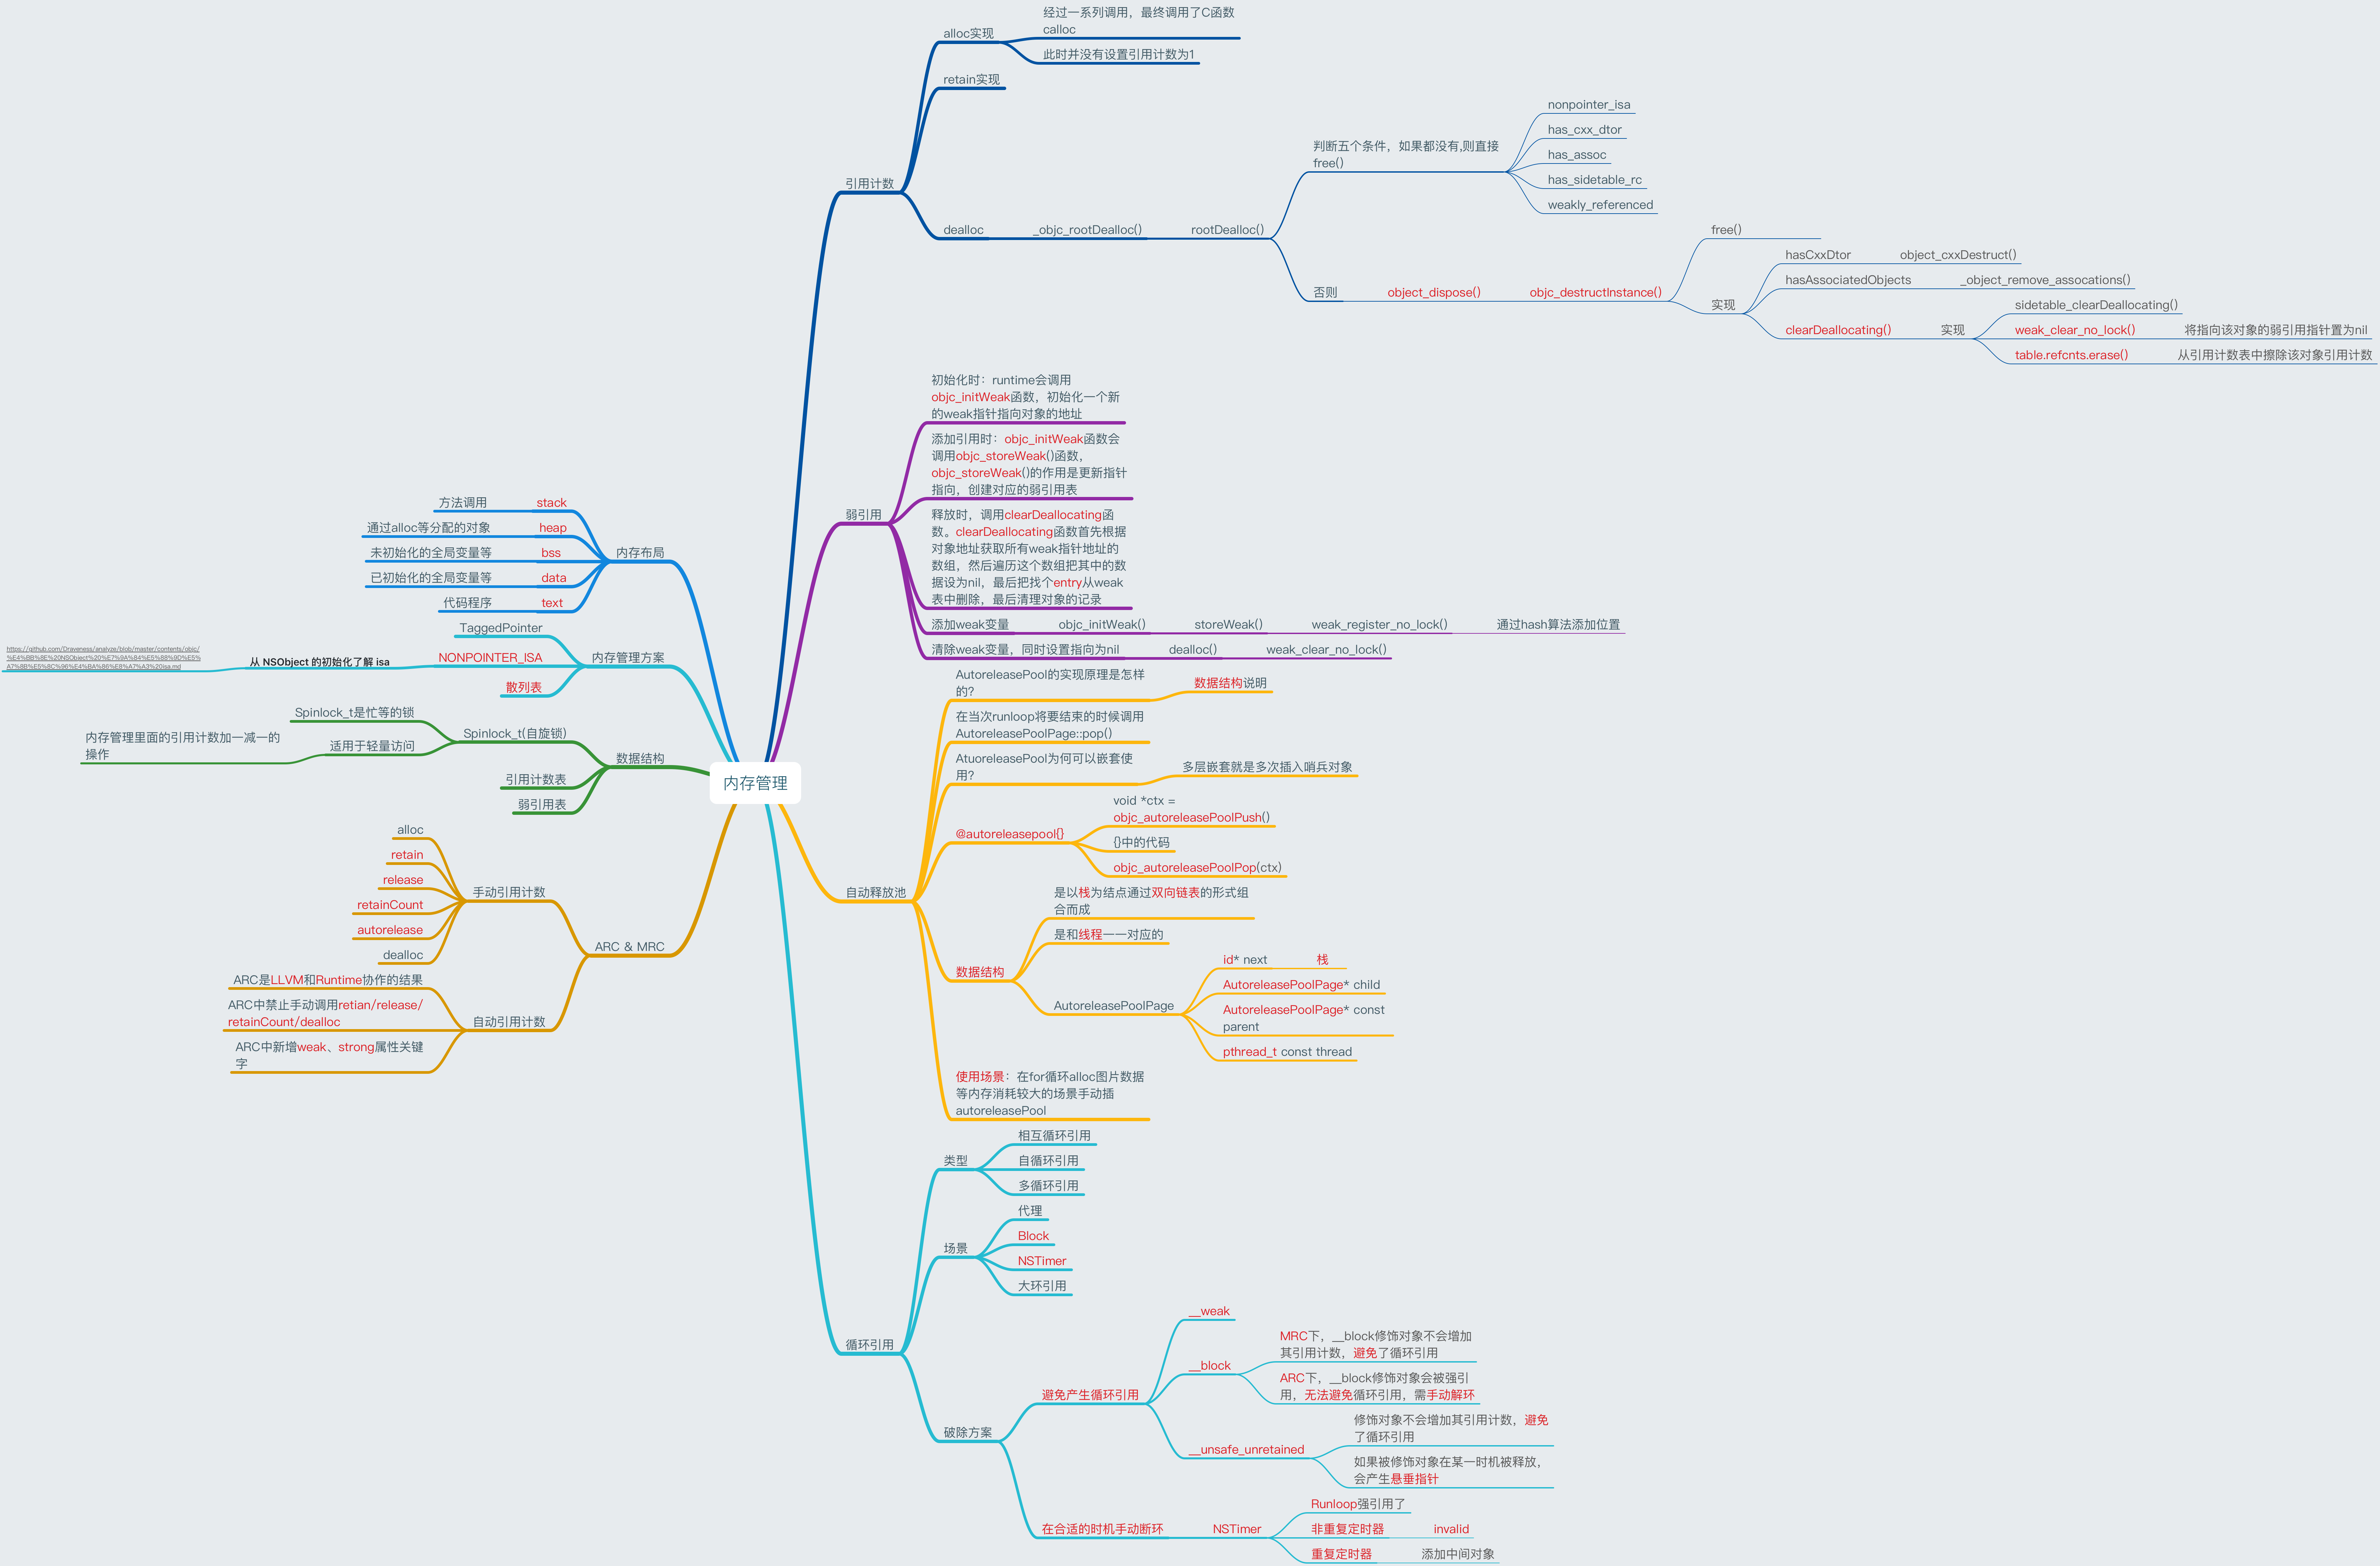 内存管理
引用计数
alloc实现
经过一系列调用，最终调用了C函数
calloc
此时并没有设置引用计数为1
retain实现
dealloc
_objc_rootDealloc()
rootDealloc()
判断五个条件，如果都没有,则直接
free()
nonpointer_isa
has_cxx_dtor
has_assoc
has_sidetable_rc
weakly_referenced
否则
object_dispose()
objc_destructInstance()
free()
实现
hasCxxDtor
object_cxxDestruct()
hasAssociatedObjects
_object_remove_assocations()
clearDeallocating()
实现
sidetable_clearDeallocating()
weak_clear_no_lock()
将指向该对象的弱引用指针置为nil
table.refcnts.erase()
从引用计数表中擦除该对象引用计数
弱引用
初始化时：runtime会调用
objc_initWeak函数，初始化一个新
的weak指针指向对象的地址
添加引用时：objc_initWeak函数会
调用objc_storeWeak()函数，
objc_storeWeak()的作用是更新指针
指向，创建对应的弱引用表
释放时，调用clearDeallocating函
数。clearDeallocating函数首先根据
对象地址获取所有weak指针地址的
数组，然后遍历这个数组把其中的数
据设为nil，最后把找个entry从weak
表中删除，最后清理对象的记录
添加weak变量
objc_initWeak()
storeWeak()
weak_register_no_lock()
通过hash算法添加位置
清除weak变量，同时设置指向为nil
dealloc()
weak_clear_no_lock()
自动释放池
AutoreleasePool的实现原理是怎样
的？
数据结构说明
在当次runloop将要结束的时候调用
AutoreleasePoolPage::pop()
AtuoreleasePool为何可以嵌套使
用？
多层嵌套就是多次插入哨兵对象
@autoreleasepool{}
void *ctx =
objc_autoreleasePoolPush()
{}中的代码
objc_autoreleasePoolPop(ctx)
数据结构
是以栈为结点通过双向链表的形式组
合而成
是和线程一一对应的
AutoreleasePoolPage
id* next
栈
AutoreleasePoolPage* child
AutoreleasePoolPage* const
parent
pthread_t const thread
使用场景：在for循环alloc图片数据
等内存消耗较大的场景手动插
autoreleasePool
循环引用
类型
相互循环引用
自循环引用
多循环引用
场景
代理
Block
NSTimer
大环引用
破除方案
避免产生循环引用
__weak
__block
MRC下，__block修饰对象不会增加
其引用计数，避免了循环引用
ARC下，__block修饰对象会被强引
用，无法避免循环引用，需手动解环
__unsafe_unretained
修饰对象不会增加其引用计数，避免
了循环引用
如果被修饰对象在某一时机被释放，
会产生悬垂指针
在合适的时机手动断环
NSTimer
Runloop强引用了
非重复定时器
invalid
重复定时器
添加中间对象
内存布局
stack
方法调用
heap
通过alloc等分配的对象
bss
未初始化的全局变量等
data
已初始化的全局变量等
text
代码程序
内存管理方案
TaggedPointer
NONPOINTER_ISA
从 NSObject 的初始化了解 isa
https://github.com/Draveness/analyze/blob/master/contents/objc/
%E4%BB%8E%20NSObject%20%E7%9A%84%E5%88%9D%E5%
A7%8B%E5%8C%96%E4%BA%86%E8%A7%A3%20isa.md
散列表
数据结构
Spinlock_t(自旋锁)
Spinlock_t是忙等的锁
适用于轻量访问
内存管理里面的引用计数加一减一的
操作
引用计数表
弱引用表
ARC & MRC
手动引用计数
alloc
retain
release
retainCount
autorelease
dealloc
自动引用计数
ARC是LLVM和Runtime协作的结果
ARC中禁止手动调用retian/release/
retainCount/dealloc
ARC中新增weak、strong属性关键
字